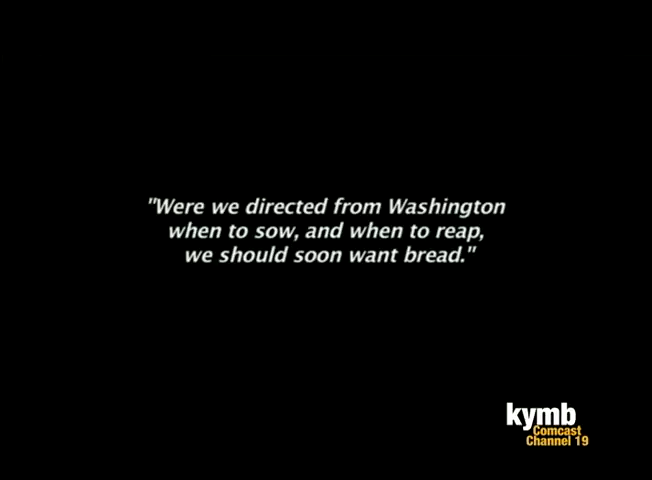 "Were we directed from Washington
when to sow, and when to reap,
we should soon want bread."
kymb
Comcast
Channel 19